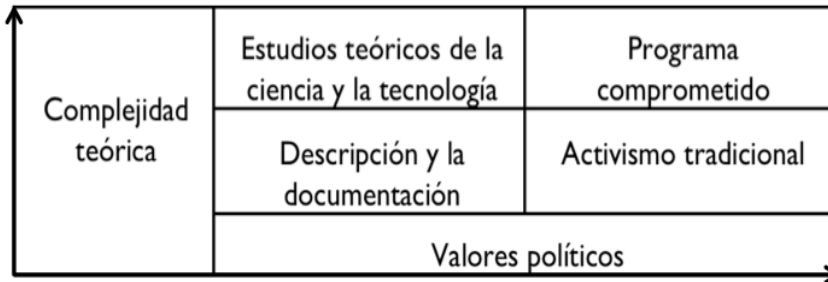 Estudios teóricos de la
ciencia y la tecnología
Programa
comprometido
Complejidad
teórica
Descripción y la
documentación
Activismo tradicional
Valores políticos